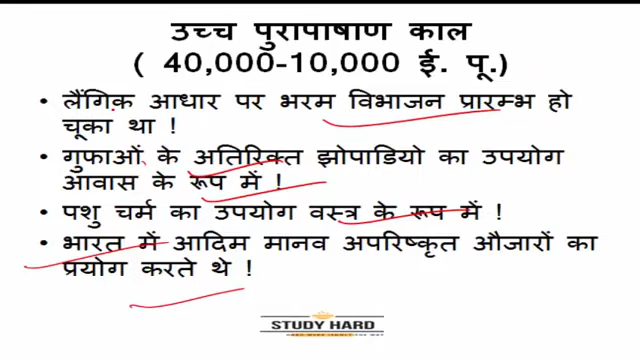 उच्च पुरापाषाण काल
( 40,000-10,000 ई. पू.)
• लैंगिक़ आधार पर भरम विभाजन प्रारम्भ हो
चूका था !
• गुफाओं के अतिरिक्त झोपाडियो का उपयोग
आवास के रूप में !
• पशु चर्म का उपयोग वस्त्र के रूप में !
• भारत में आदिम मानव अपरिष्कृत औजारों का
प्रयोग करते थे !
STUDY HARD